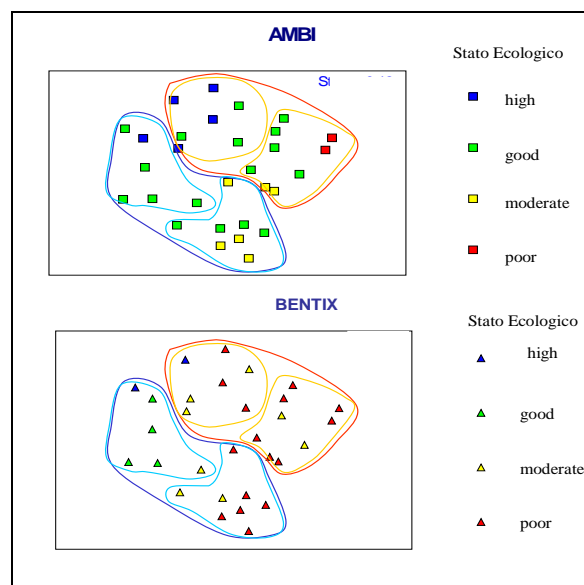 AMBI
Stato Ecologico
high
good
moderate
poor
BENTIX
Stato Ecologico
high
good
moderate
poor